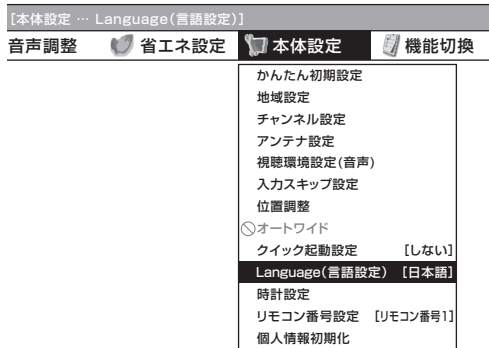 [本体設定 … Language(言語設定)]
音声調整 省エネ設定 本体設定 機能切換
かんたん初期設定
地域設定
チャンネル設定
アンテナ設定
視聴環境設定(音声)
入力スキップ設定
位置調整
オートワイド
クイック起動設定 [しない]
Language(言語設定) [日本語]
時計設定
リモコン番号設定 [リモコン番号1]
個人情報初期化